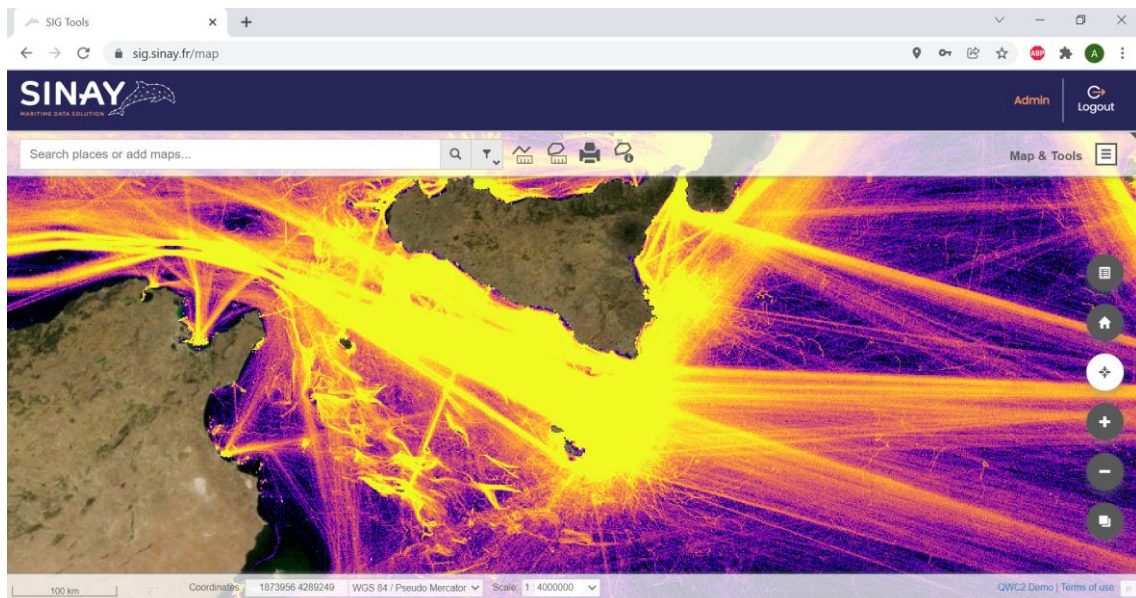 SIG Tools
sig.sinay.fr/map
ABP
A
SINAY
MARITIME DATA SOLUTION
Admin
Logout
Search places or add maps...
Map & Tools
100 km
Coordinates 1873956 4289249 WGS 84 / Pseudo Mercator Scale 1 : 4000000
QWC2 Demo | Terms of use